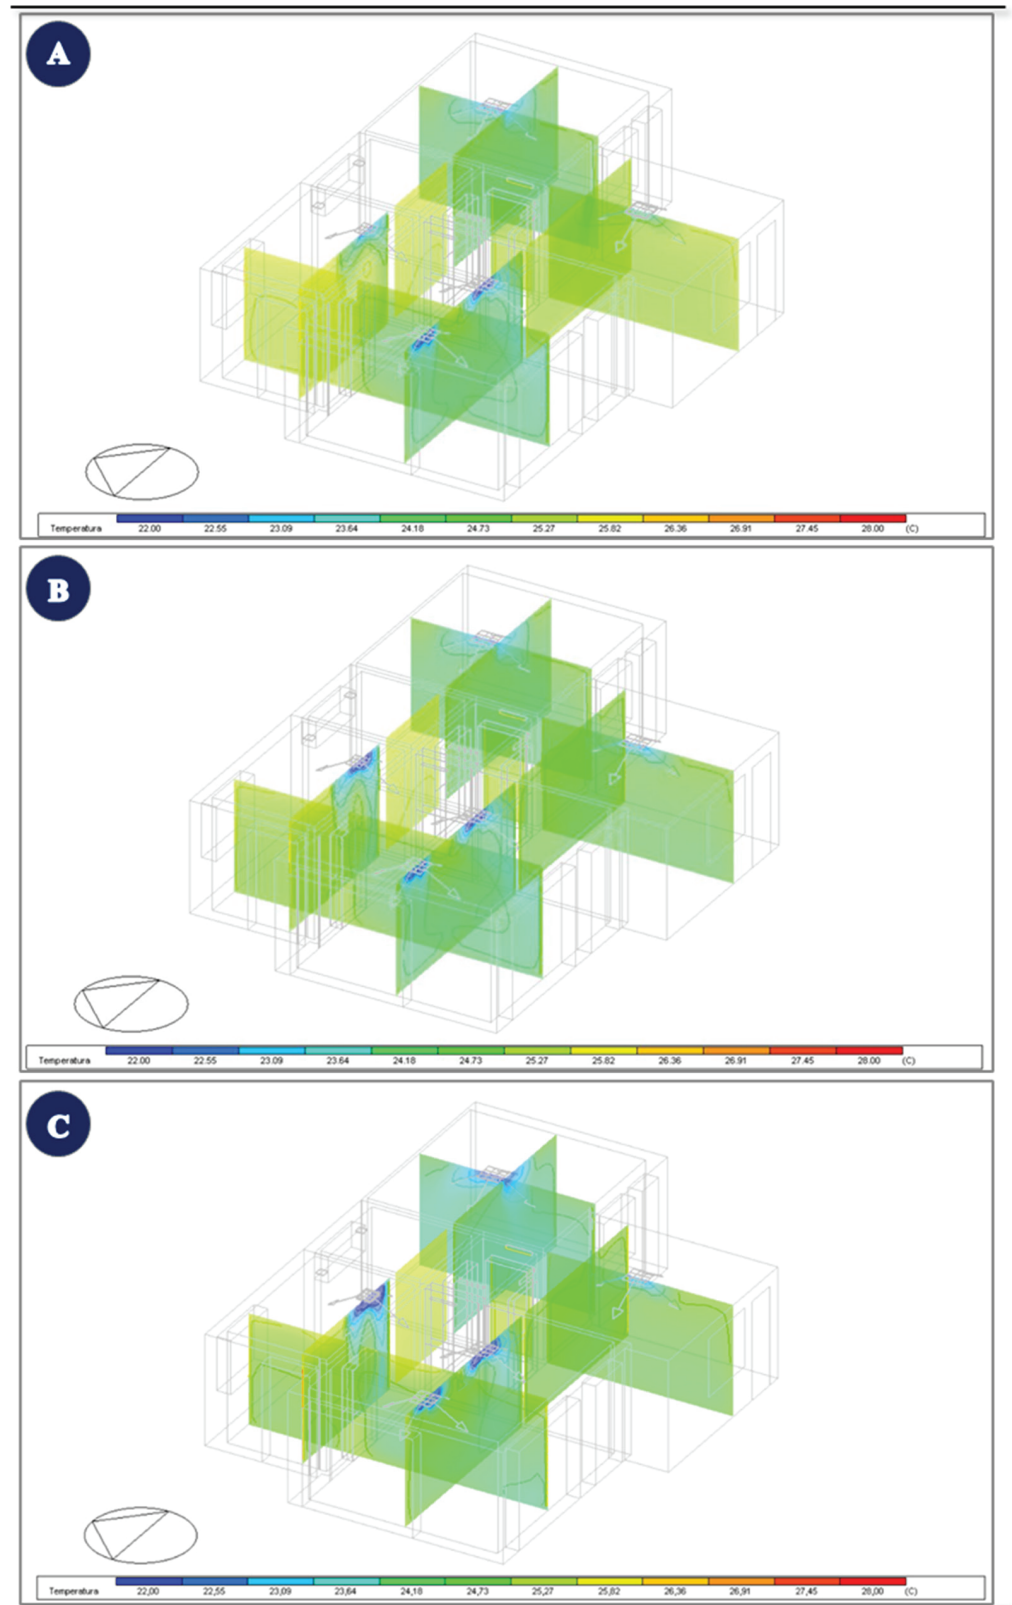 A
Temperatura 22.00 22.55 23.09 23.64 24.18 24.73 25.27 25.82 26.36 26.91 27.45 28.00 (C)
B
Temperatura 22.00 22.55 23.09 23.64 24.18 24.73 25.27 25.82 26.36 26.91 27.45 28.00 (C)
C
Temperatura 22,00 22,55 23,09 23,64 24,18 24,73 25,27 25,82 26,36 26,91 27,45 28,00 (C)